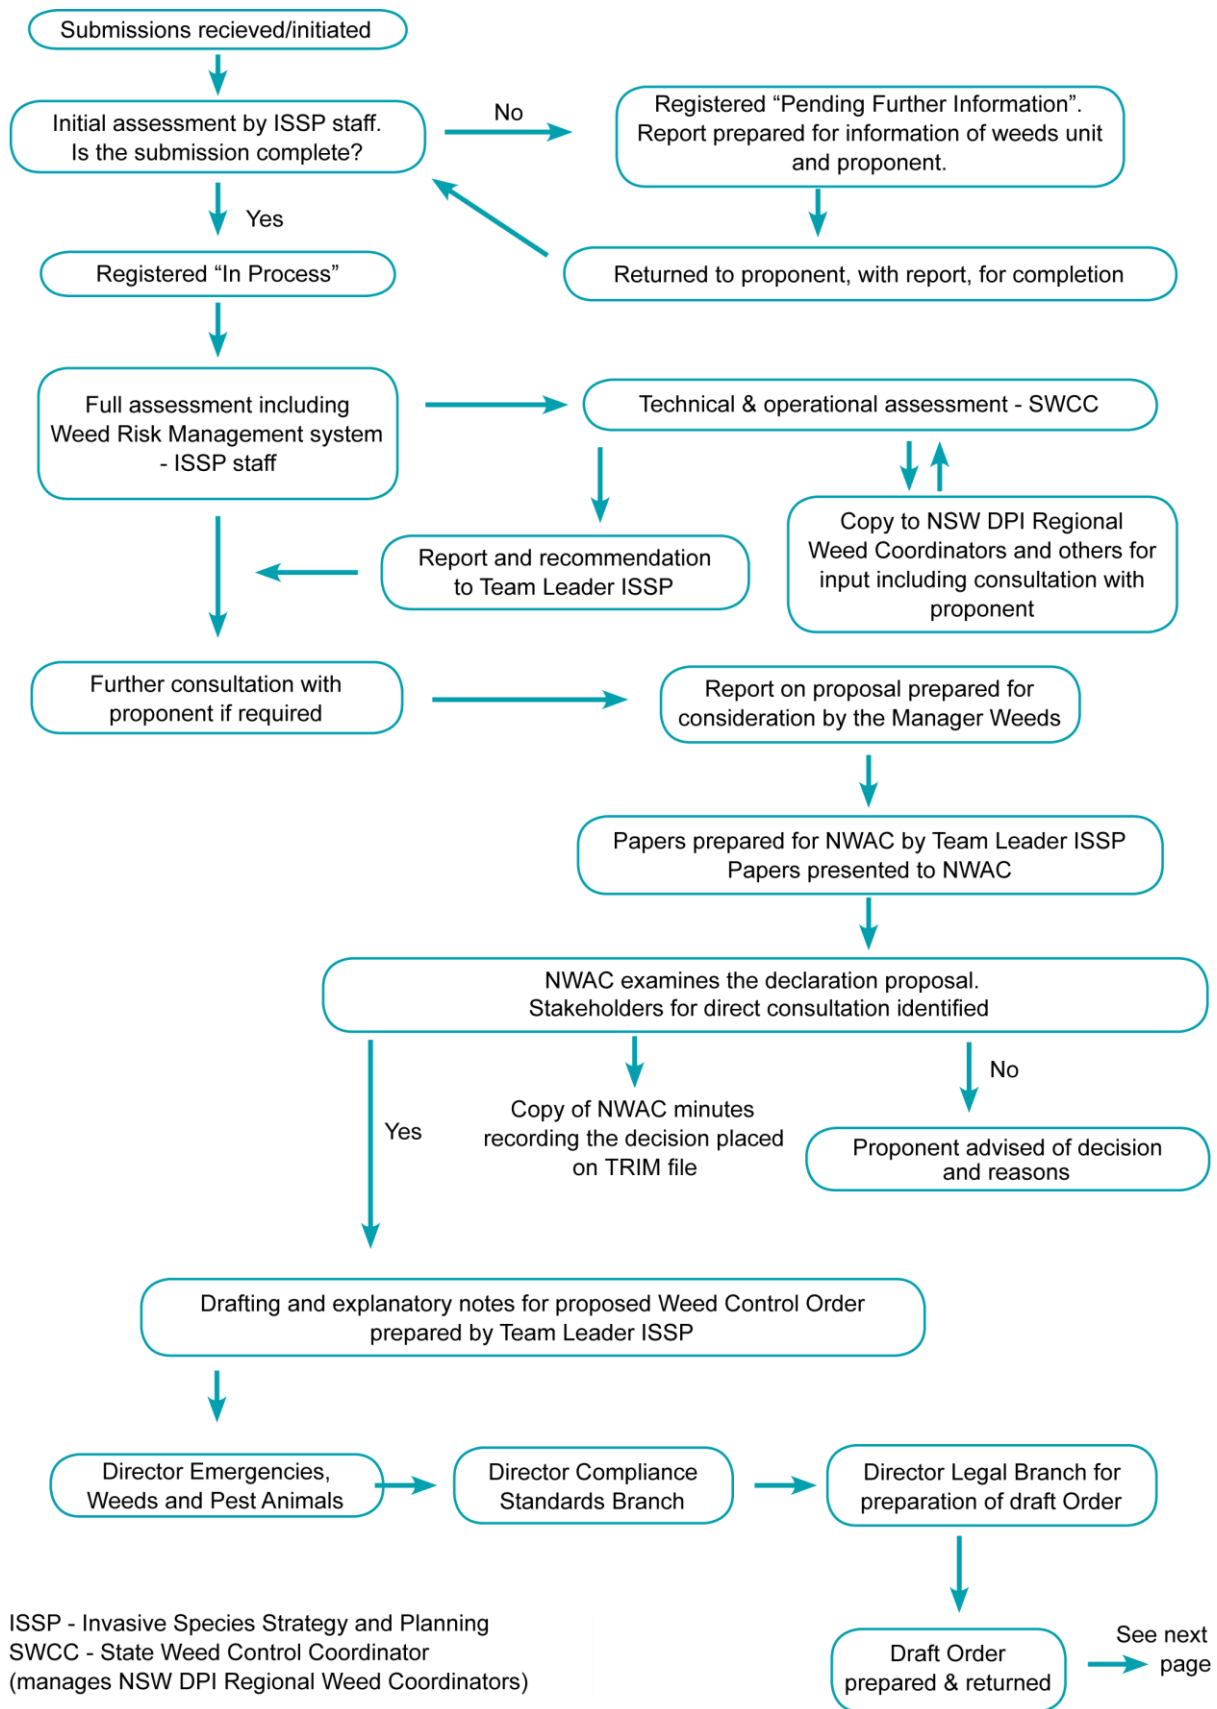 Submissions recieved/initiated
Initial assessment by ISSP staff.
Is the submission complete?
No
Registered “Pending Further Information”.
Report prepared for information of weeds unit
and proponent.
Yes
Returned to proponent, with report, for completion
Registered “In Process”
Full assessment including
Weed Risk Management system
- ISSP staff
Technical & operational assessment - SWCC
Copy to NSW DPI Regional
Weed Coordinators and others for
input including consultation with
proponent
Report and recommendation
to Team Leader ISSP
Further consultation with
proponent if required
Report on proposal prepared for
consideration by the Manager Weeds
Papers prepared for NWAC by Team Leader ISSP
Papers presented to NWAC
NWAC examines the declaration proposal.
Stakeholders for direct consultation identified
Yes
Copy of NWAC minutes
recording the decision placed
on TRIM file
No
Proponent advised of decision
and reasons
Drafting and explanatory notes for proposed Weed Control Order
prepared by Team Leader ISSP
Director Emergencies,
Weeds and Pest Animals
Director Compliance
Standards Branch
Director Legal Branch for
preparation of draft Order
Draft Order
prepared & returned
See next
page
ISSP - Invasive Species Strategy and Planning
SWCC - State Weed Control Coordinator
(manages NSW DPI Regional Weed Coordinators)